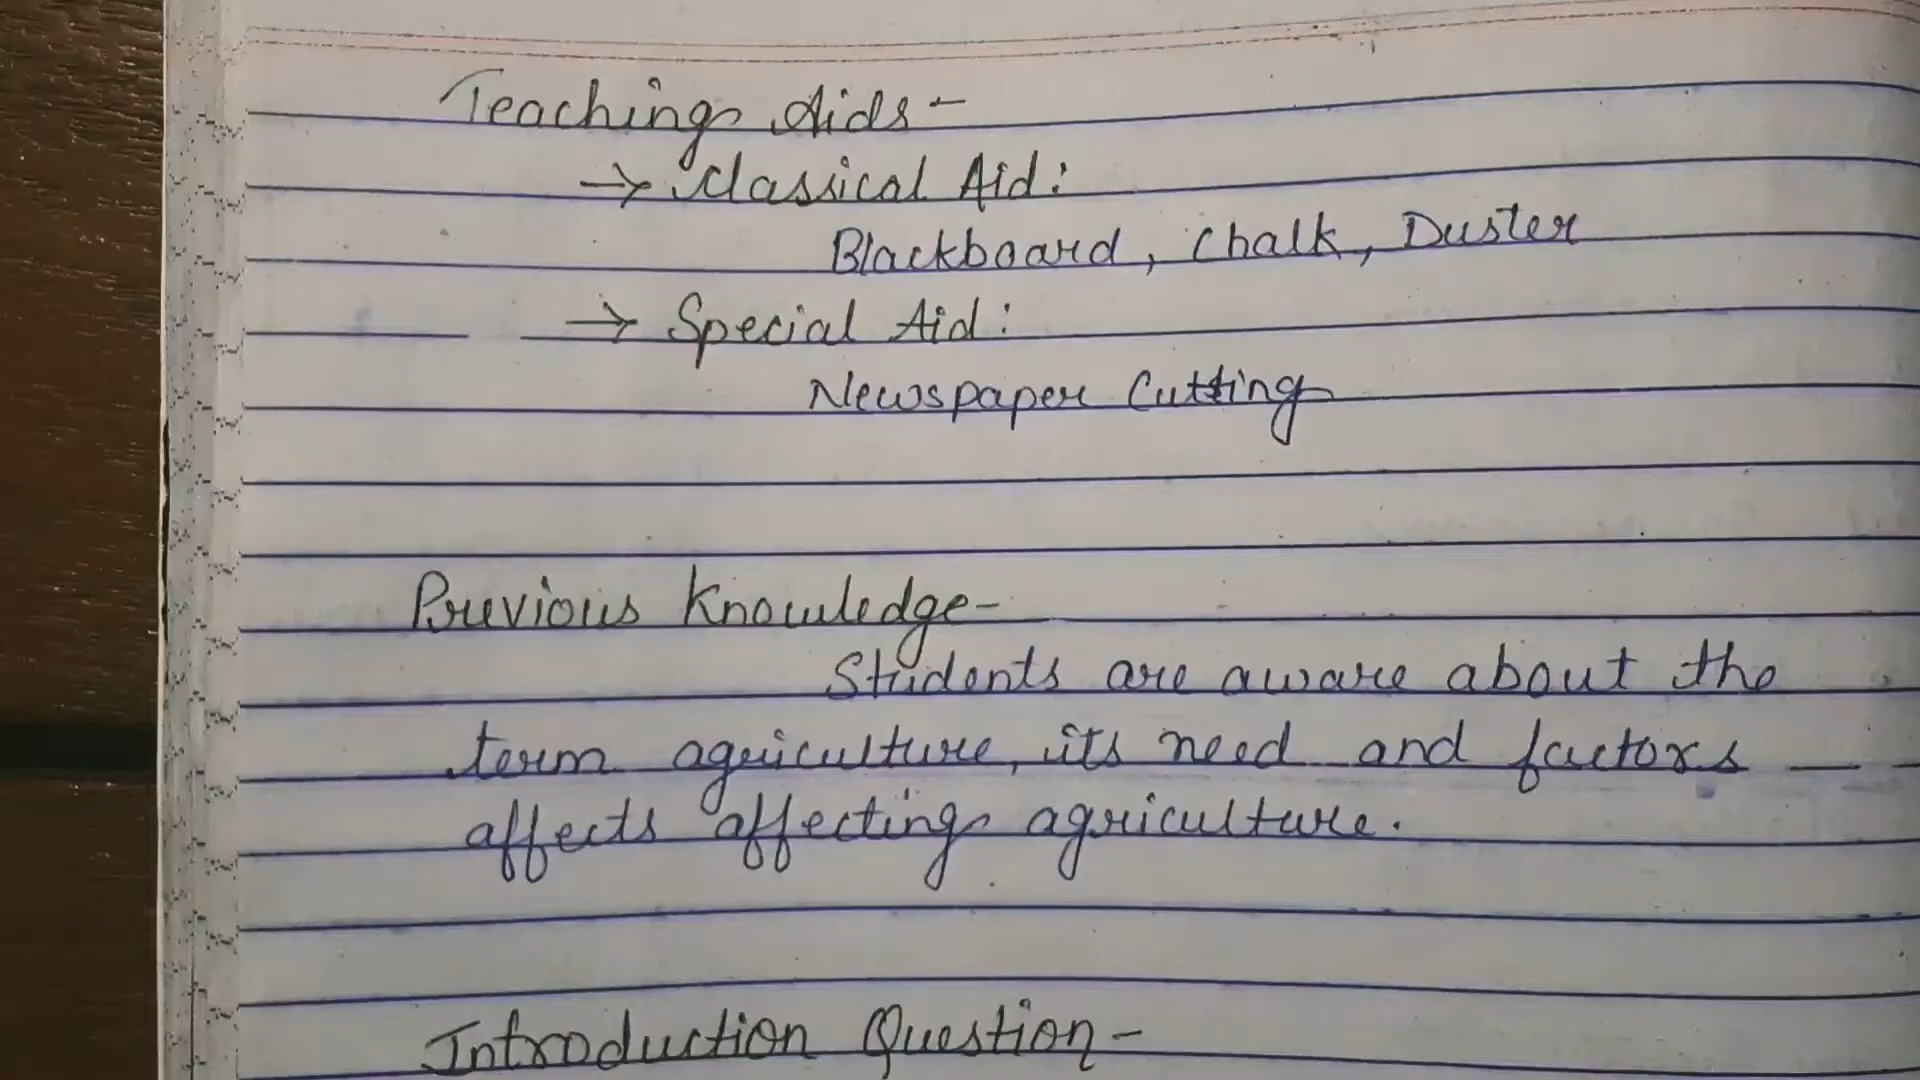 Teaching Aids -
→ Classical Aid:
Blackboard, Chalk, Duster
→ Special Aid:
Newspaper Cutting
Previous Knowledge-
Students are aware about the
term agriculture, its need and factors
affects affecting agriculture.
Introduction Question-